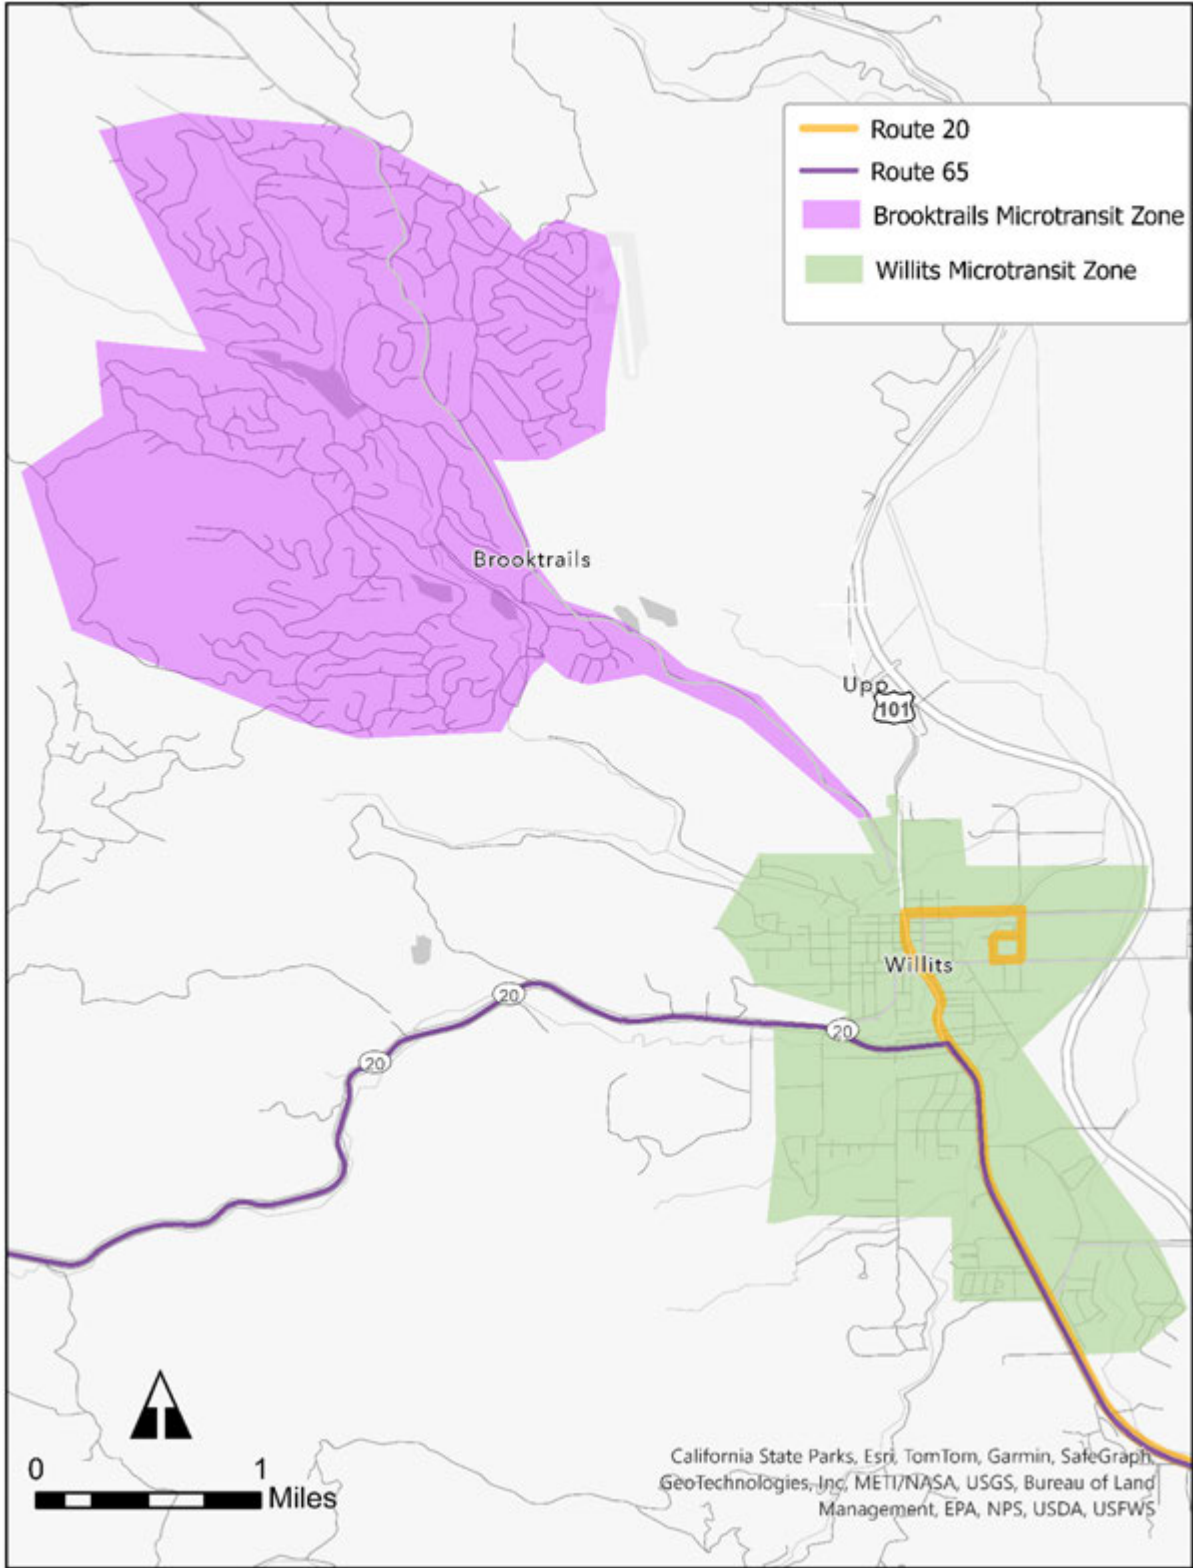 Route 20
Route 65
Brooktrails Microtransit Zone
Willits Microtransit Zone
Brooktrails
Upp
101
Willits
20
20
20
0 1
Miles
California State Parks, Esri, TomTom, Garmin, SafeGraph,
GeoTechnologies, Inc, METI/NASA, USGS, Bureau of Land
Management, EPA, NPS, USDA, USFWS